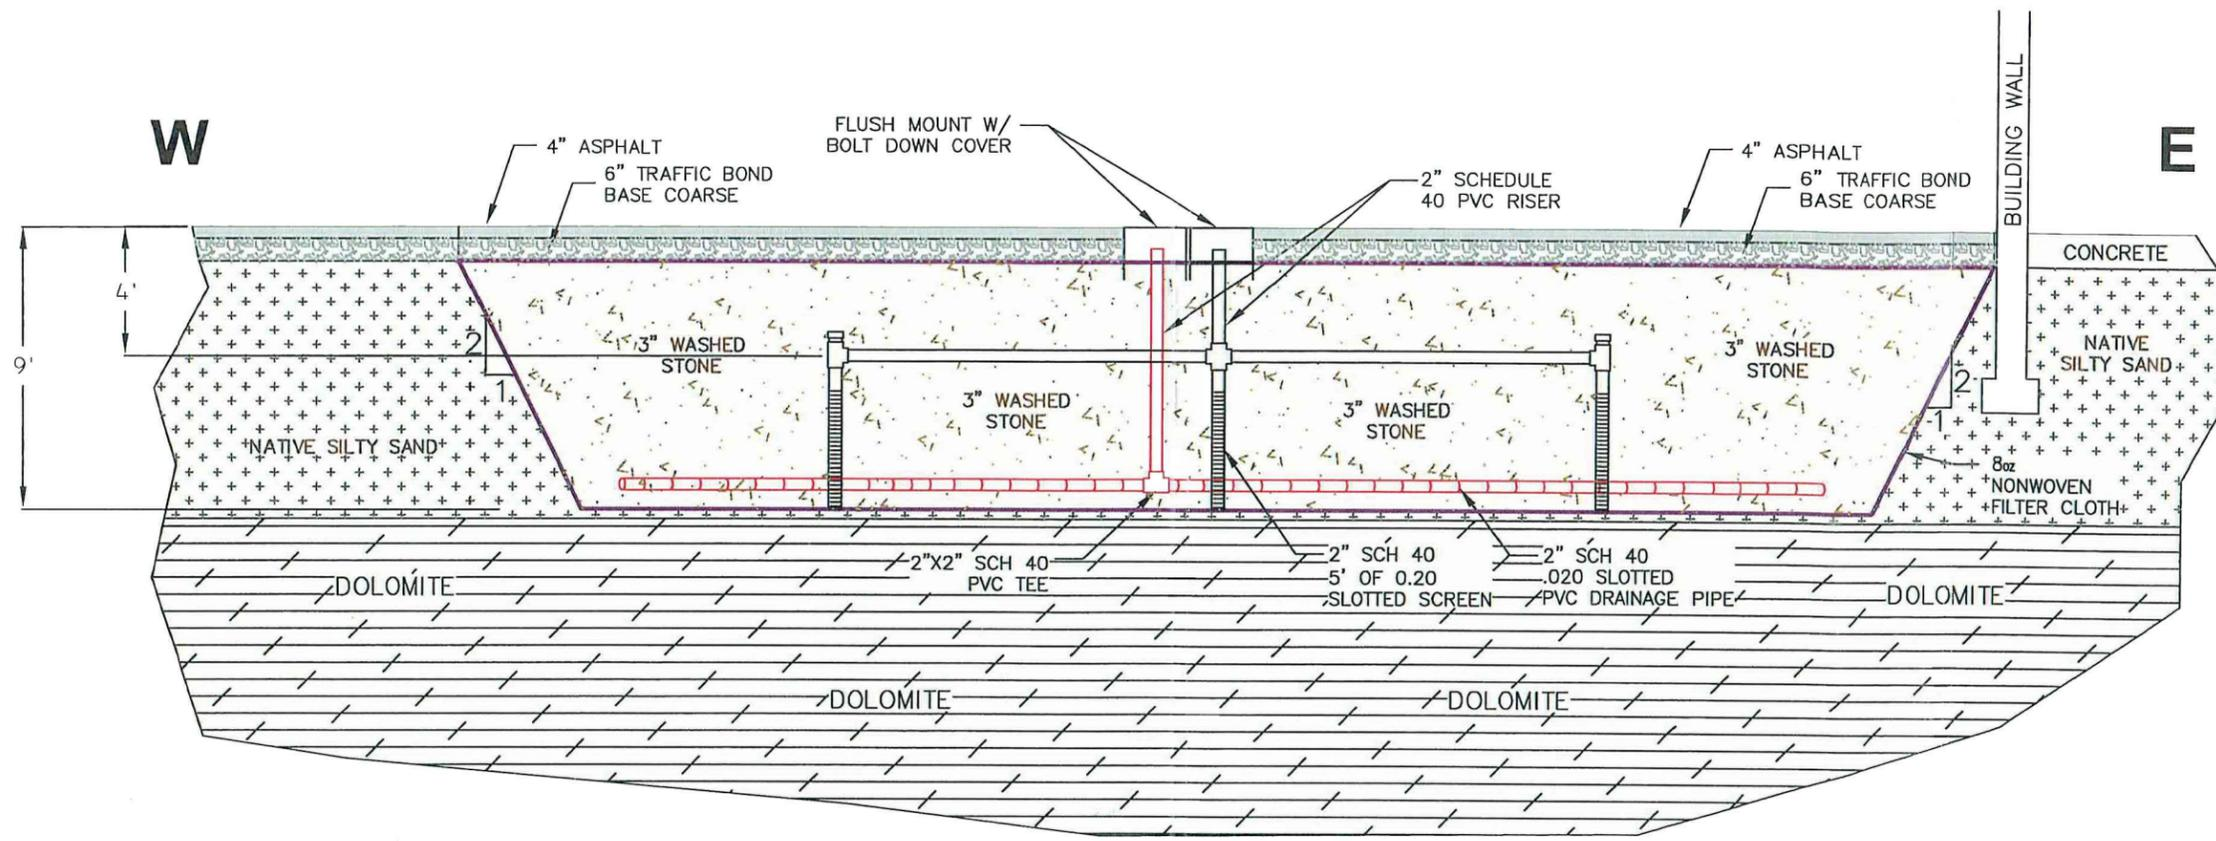 W
E
FLUSH MOUNT W/
BOLT DOWN COVER
4" ASPHALT
6" TRAFFIC BOND
BASE COARSE
2" SCHEDULE
40 PVC RISER
4" ASPHALT
6" TRAFFIC BOND
BASE COARSE
BUILDING WALL
CONCRETE
4'
9'
2
1
3" WASHED
STONE
3" WASHED
STONE
3" WASHED
STONE
3" WASHED
STONE
2
1
NATIVE
SILTY SAND
NATIVE SILTY SAND
8oz
NONWOVEN
FILTER CLOTH
2"X2" SCH 40
PVC TEE
2" SCH 40
5' OF 0.20
SLOTTED SCREEN
2" SCH 40
.020 SLOTTED
PVC DRAINAGE PIPE
DOLOMITE
DOLOMITE
DOLOMITE
DOLOMITE